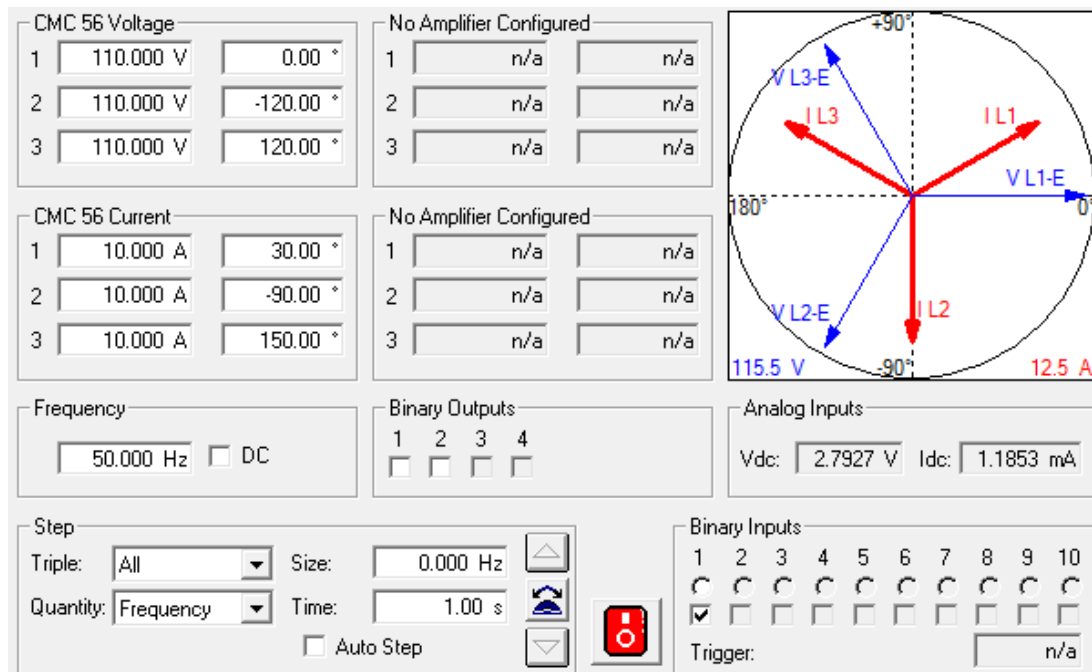 CMC 56 Voltage
1 110.000 V 0.00 °
2 110.000 V -120.00 °
3 110.000 V 120.00 °
No Amplifier Configured
1 n/a n/a
2 n/a n/a
3 n/a n/a
+90°
V L3-E
I L3
I L1
V L1-E
180°
0°
V L2-E
I L2
-90°
115.5 V
12.5 A
CMC 56 Current
1 10.000 A 30.00 °
2 10.000 A -90.00 °
3 10.000 A 150.00 °
No Amplifier Configured
1 n/a n/a
2 n/a n/a
3 n/a n/a
Frequency
50.000 Hz DC
Binary Outputs
1 2 3 4
Analog Inputs
Vdc: 2.7927 V Idc: 1.1853 mA
Step
Triple: All Size: 0.000 Hz
Quantity: Frequency Time: 1.00 s
Auto Step
Binary Inputs
1 2 3 4 5 6 7 8 9 10
Trigger: n/a